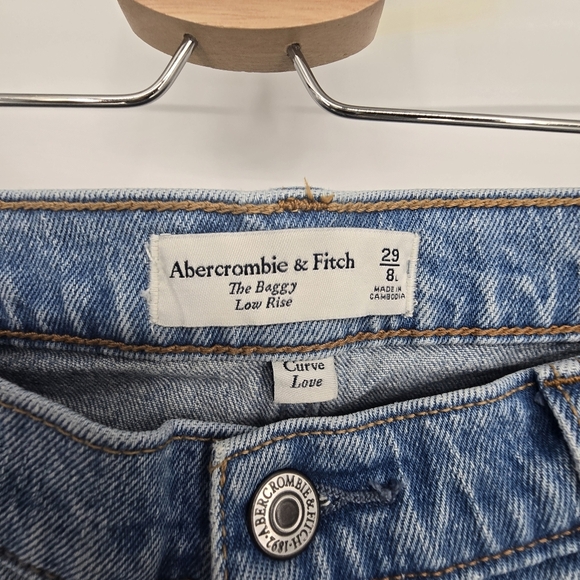 Abercrombie & Fitch
The Baggy
Low Rise
29
8L
MADE IN
CAMBODIA
Curve
Love
ABERCROMBIE & FITCH · 1892 ·